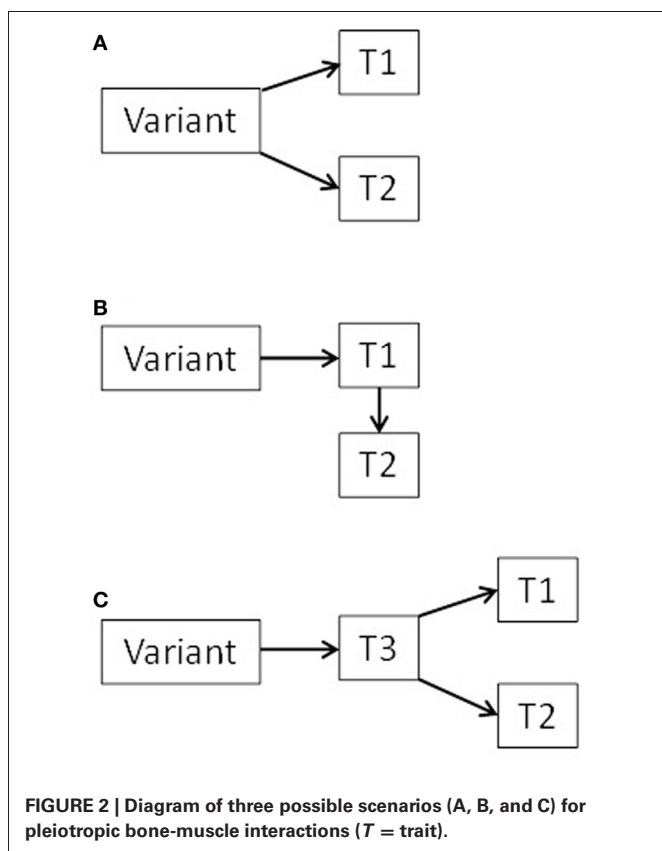 A
T1
Variant
T2
B
Variant
T1
T2
C
T1
Variant
T3
T2
FIGURE 2 | Diagram of three possible scenarios (A, B, and C) for
pleiotropic bone-muscle interactions (T = trait).